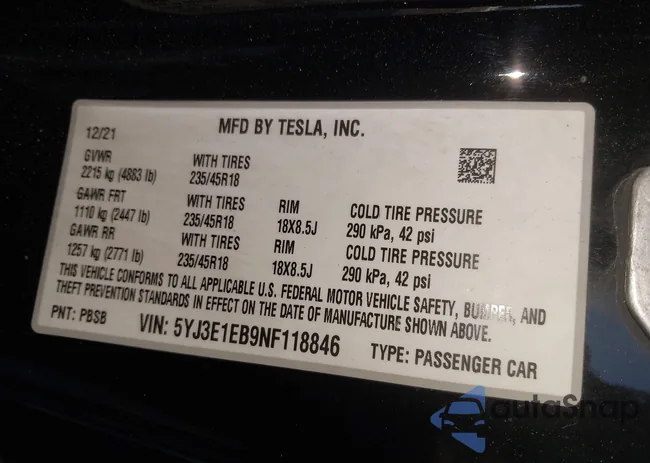 MFD BY TESLA, INC.
12/21
GVWR
2215 kg (4883 lb)
WITH TIRES
235/45R18
GAWR FRT
1110 kg (2447 lb)
WITH TIRES
235/45R18
RIM
18X8.5J
COLD TIRE PRESSURE
290 kPa, 42 psi
GAWR RR
1257 kg (2771 lb)
WITH TIRES
235/45R18
RIM
18X8.5J
COLD TIRE PRESSURE
290 kPa, 42 psi
THIS VEHICLE CONFORMS TO ALL APPLICABLE U.S. FEDERAL MOTOR VEHICLE SAFETY, BUMPER, AND
THEFT PREVENTION STANDARDS IN EFFECT ON THE DATE OF MANUFACTURE SHOWN ABOVE.
PNT: PBSB
VIN: 5YJ3E1EB9NF118846
TYPE: PASSENGER CAR
autoSnap